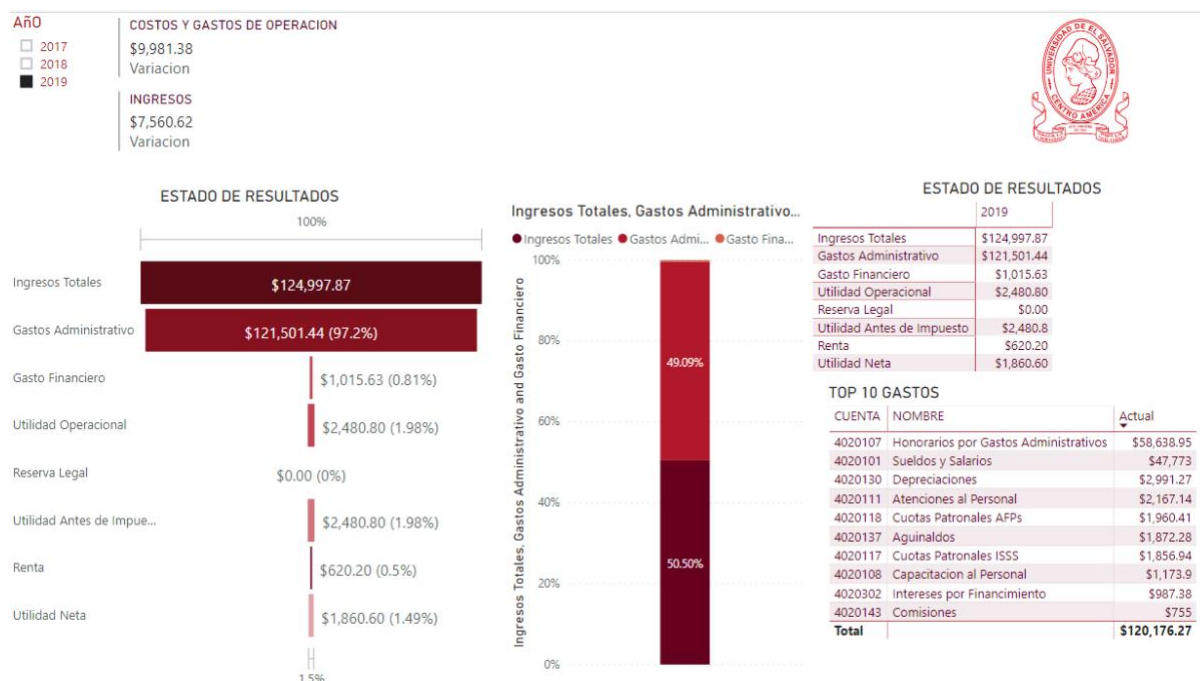 AñO
2017
2018
2019
COSTOS Y GASTOS DE OPERACION
$9,981.38
Variacion
INGRESOS
$7,560.62
Variacion
UNIVERSIDAD DE EL SALVADOR
CENTRO AMERICA
ESTADO DE RESULTADOS
100%
Ingresos Totales $124,997.87
Gastos Administrativo $121,501.44 (97.2%)
Gasto Financiero $1,015.63 (0.81%)
Utilidad Operacional $2,480.80 (1.98%)
Reserva Legal $0.00 (0%)
Utilidad Antes de Impue... $2,480.80 (1.98%)
Renta $620.20 (0.5%)
Utilidad Neta $1,860.60 (1.49%)
1.5%
Ingresos Totales, Gastos Administrativo...
Ingresos Totales Gastos Admi... Gasto Fina...
Ingresos Totales, Gastos Administrativo and Gasto Financiero
100%
80%
60%
40%
20%
0%
49.09%
50.50%
ESTADO DE RESULTADOS
2019
Ingresos Totales $124,997.87
Gastos Administrativo $121,501.44
Gasto Financiero $1,015.63
Utilidad Operacional $2,480.80
Reserva Legal $0.00
Utilidad Antes de Impuesto $2,480.8
Renta $620.20
Utilidad Neta $1,860.60
TOP 10 GASTOS
CUENTA NOMBRE Actual
4020107 Honorarios por Gastos Administrativos $58,638.95
4020101 Sueldos y Salarios $47,773
4020130 Depreciaciones $2,991.27
4020111 Atenciones al Personal $2,167.14
4020118 Cuotas Patronales AFPs $1,960.41
4020137 Aguinaldos $1,872.28
4020117 Cuotas Patronales ISSS $1,856.94
4020108 Capacitacion al Personal $1,173.9
4020302 Intereses por Financimiento $987.38
4020143 Comisiones $755
Total $120,176.27